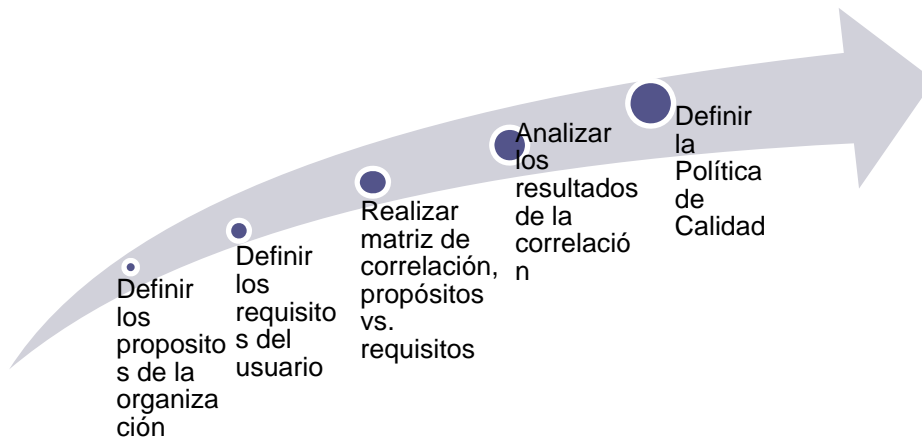 Definir
los
proposito
s de la
organiza
ción
Definir
los
requisito
s del
usuario
Realizar
matriz de
correlación,
propósitos
vs.
requisitos
Analizar
los
resultados
de la
correlació
n
Definir
la
Política
de
Calidad